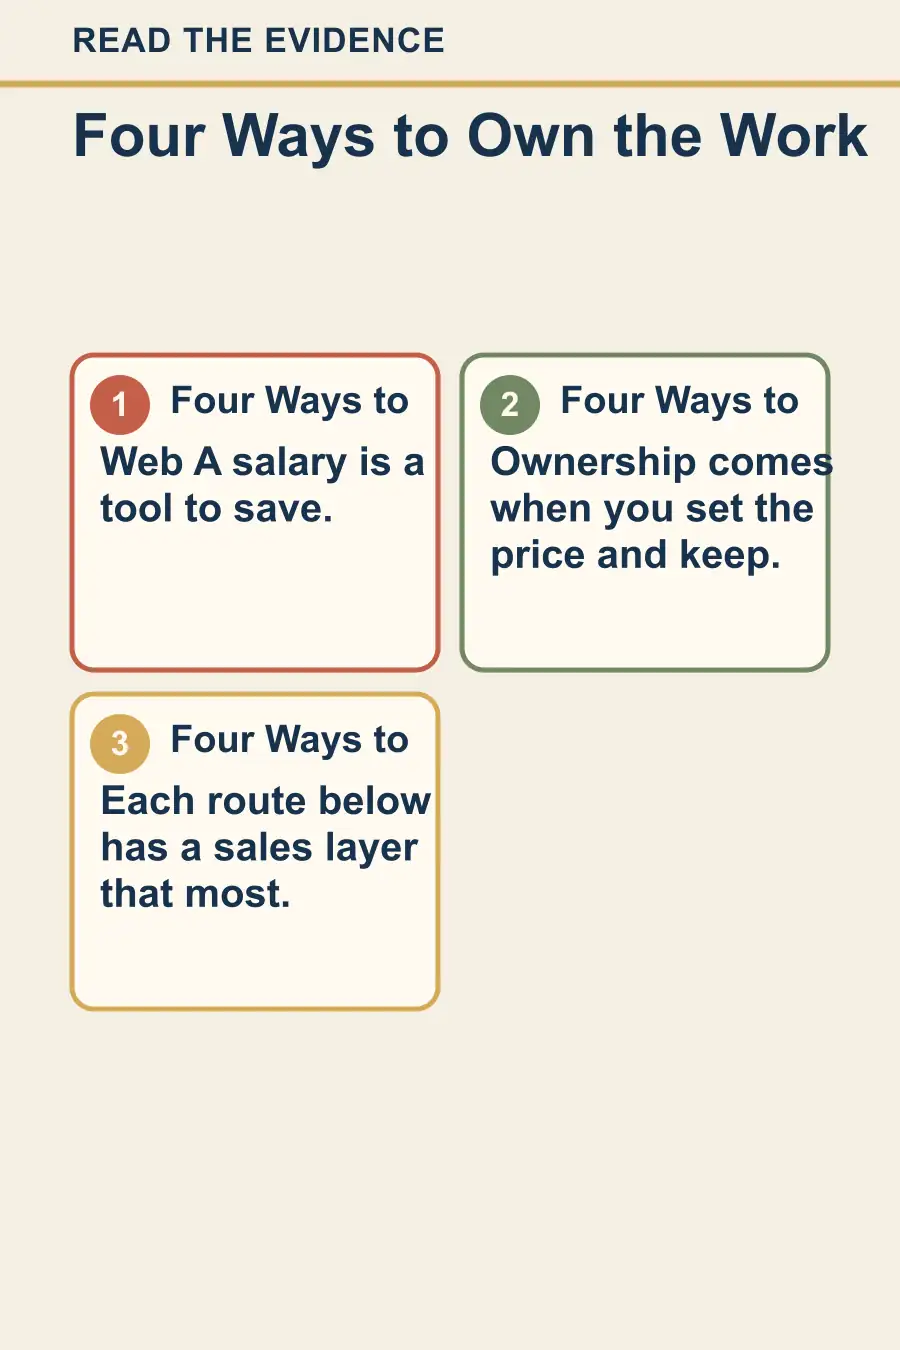 READ THE EVIDENCE
Four Ways to Own the Work
1
Four Ways to
Web A salary is a
tool to save.
2
Four Ways to
Ownership comes
when you set the
price and keep.
3
Four Ways to
Each route below
has a sales layer
that most.